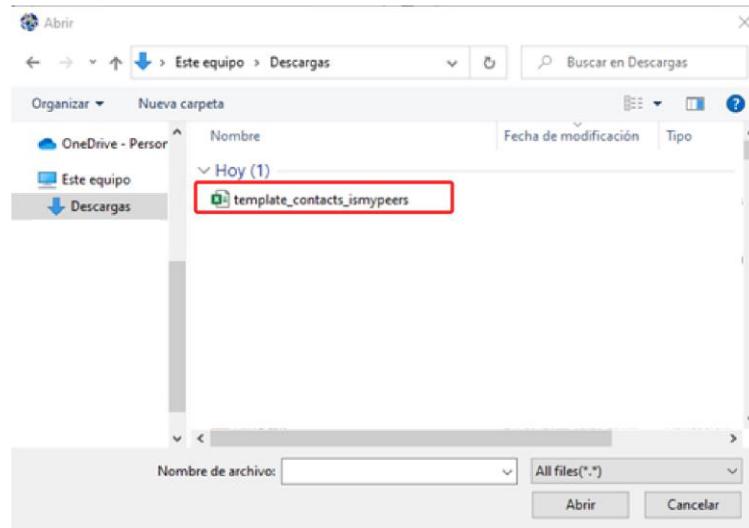 Abrir
Este equipo > Descargas
Buscar en Descargas
Organizar
Nueva carpeta
Nombre
Fecha de modificación
Tipo
OneDrive - Person
Hoy (1)
Este equipo
template_contacts_ismypeers
Descargas
Nombre de archivo:
All files(*.*)
Abrir
Cancelar